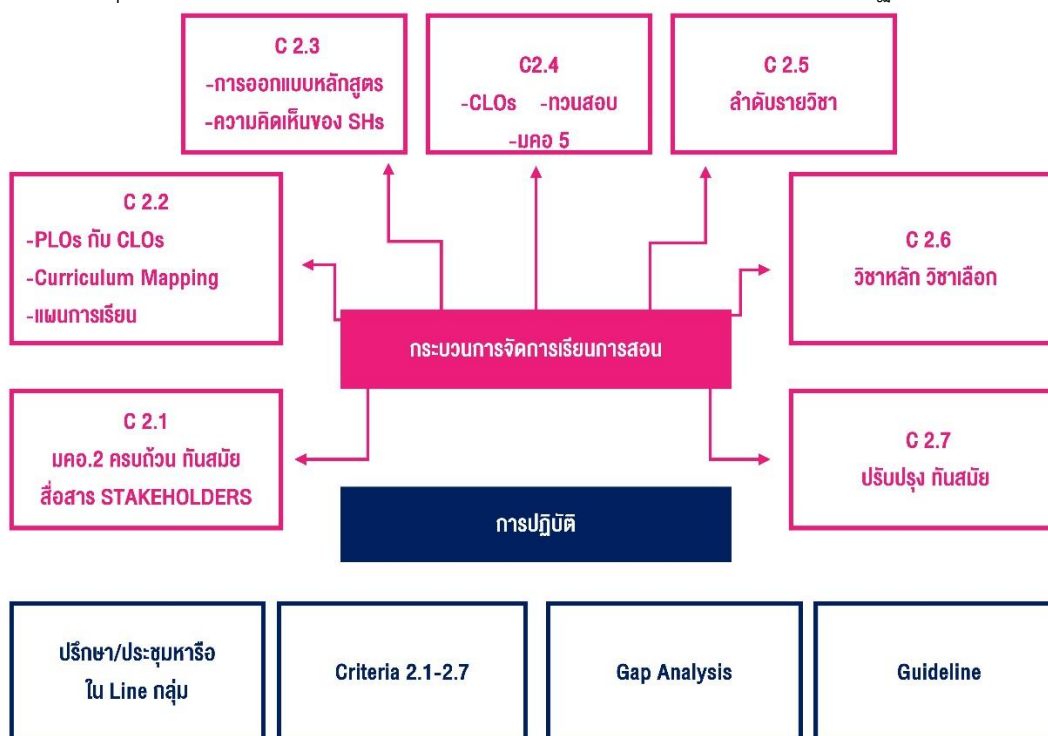 C 2.3
-การออกแบบหลักสูตร
-ความคิดเห็นของ SHs
C2.4
-CLOs -ทวนสอบ
-มคอ 5
C 2.5
ลำดับรายวิชา
C 2.2
-PLOs กับ CLOs
-Curriculum Mapping
-แผนการเรียน
C 2.6
วิชาหลัก วิชาเลือก
กระบวนการจัดการเรียนการสอน
C 2.1
มคอ.2 ครบถ้วน ทันสมัย
สื่อสาร STAKEHOLDERS
C 2.7
ปรับปรุง ทันสมัย
การปฏิบัติ
ปรึกษา/ประชุมหารือ
ใน Line กลุ่ม
Criteria 2.1-2.7
Gap Analysis
Guideline